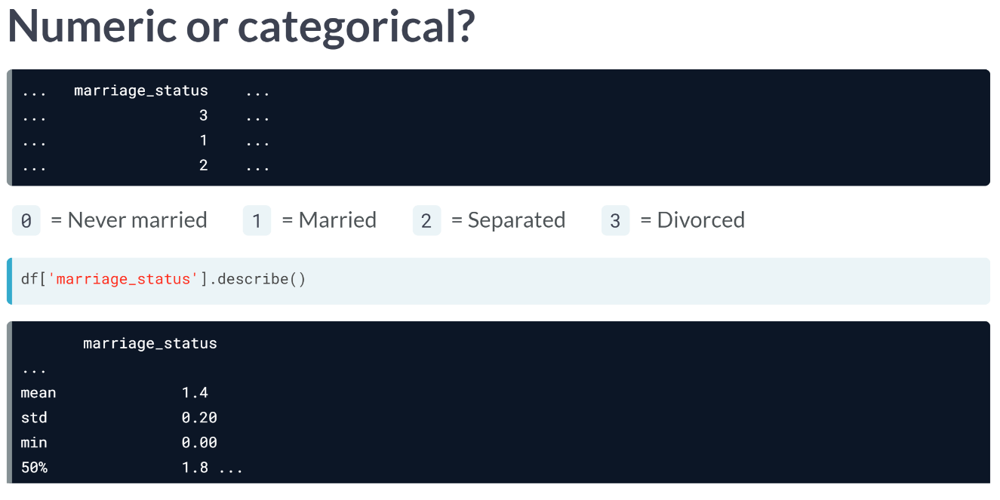 Numeric or categorical?
... marriage_status ...
... 3 ...
... 1 ...
... 2 ...
0 = Never married 1 = Married 2 = Separated 3 = Divorced
df['marriage_status'].describe()
marriage_status
...
mean 1.4
std 0.20
min 0.00
50% 1.8 ...